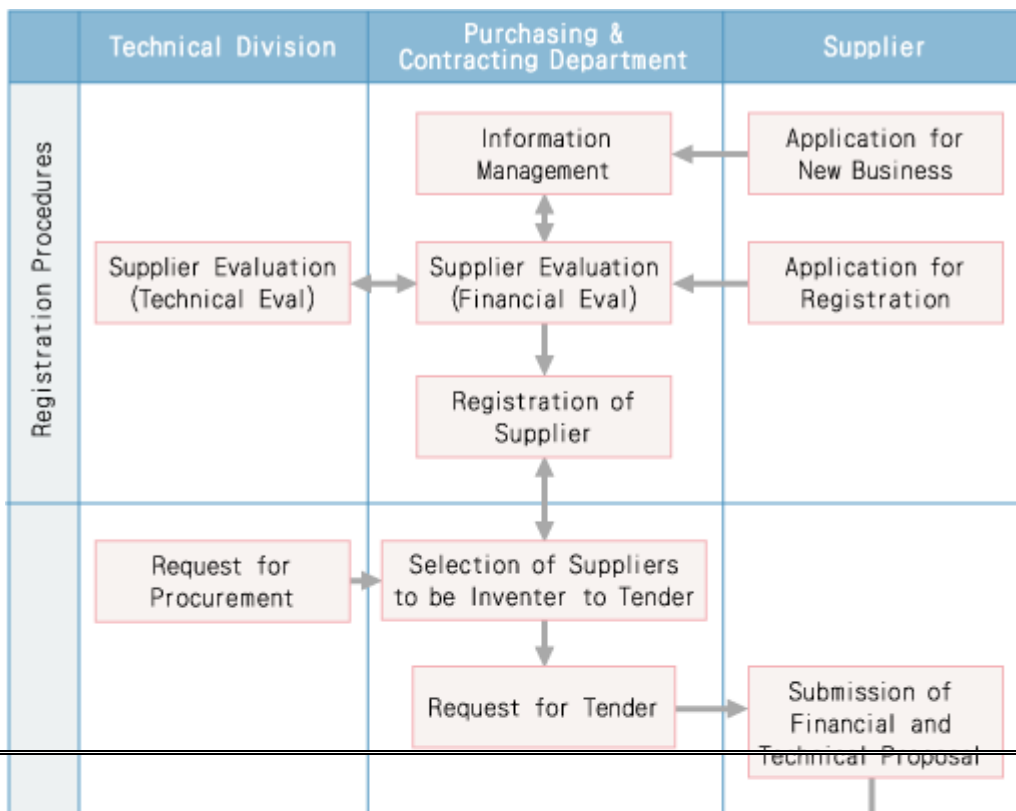 Technical Division
Purchasing &
Contracting Department
Supplier
Registration Procedures
Information
Management
Application for
New Business
Supplier Evaluation
(Technical Eval)
Supplier Evaluation
(Financial Eval)
Application for
Registration
Registration of
Supplier
Request for
Procurement
Selection of Suppliers
to be Inventer to Tender
Request for Tender
Submission of
Financial and
Technical Proposal